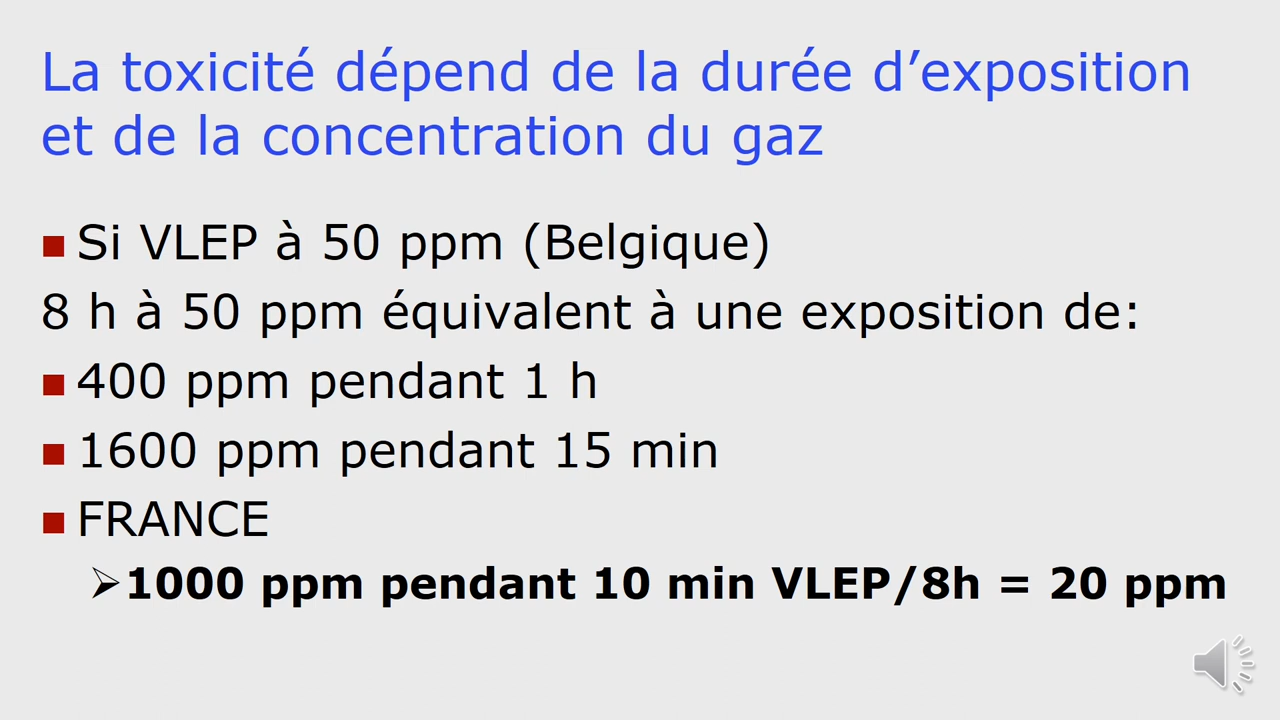 La toxicité dépend de la durée d’exposition
et de la concentration du gaz
Si VLEP à 50 ppm (Belgique)
8 h à 50 ppm équivalent à une exposition de:
400 ppm pendant 1 h
1600 ppm pendant 15 min
FRANCE
1000 ppm pendant 10 min VLEP/8h = 20 ppm